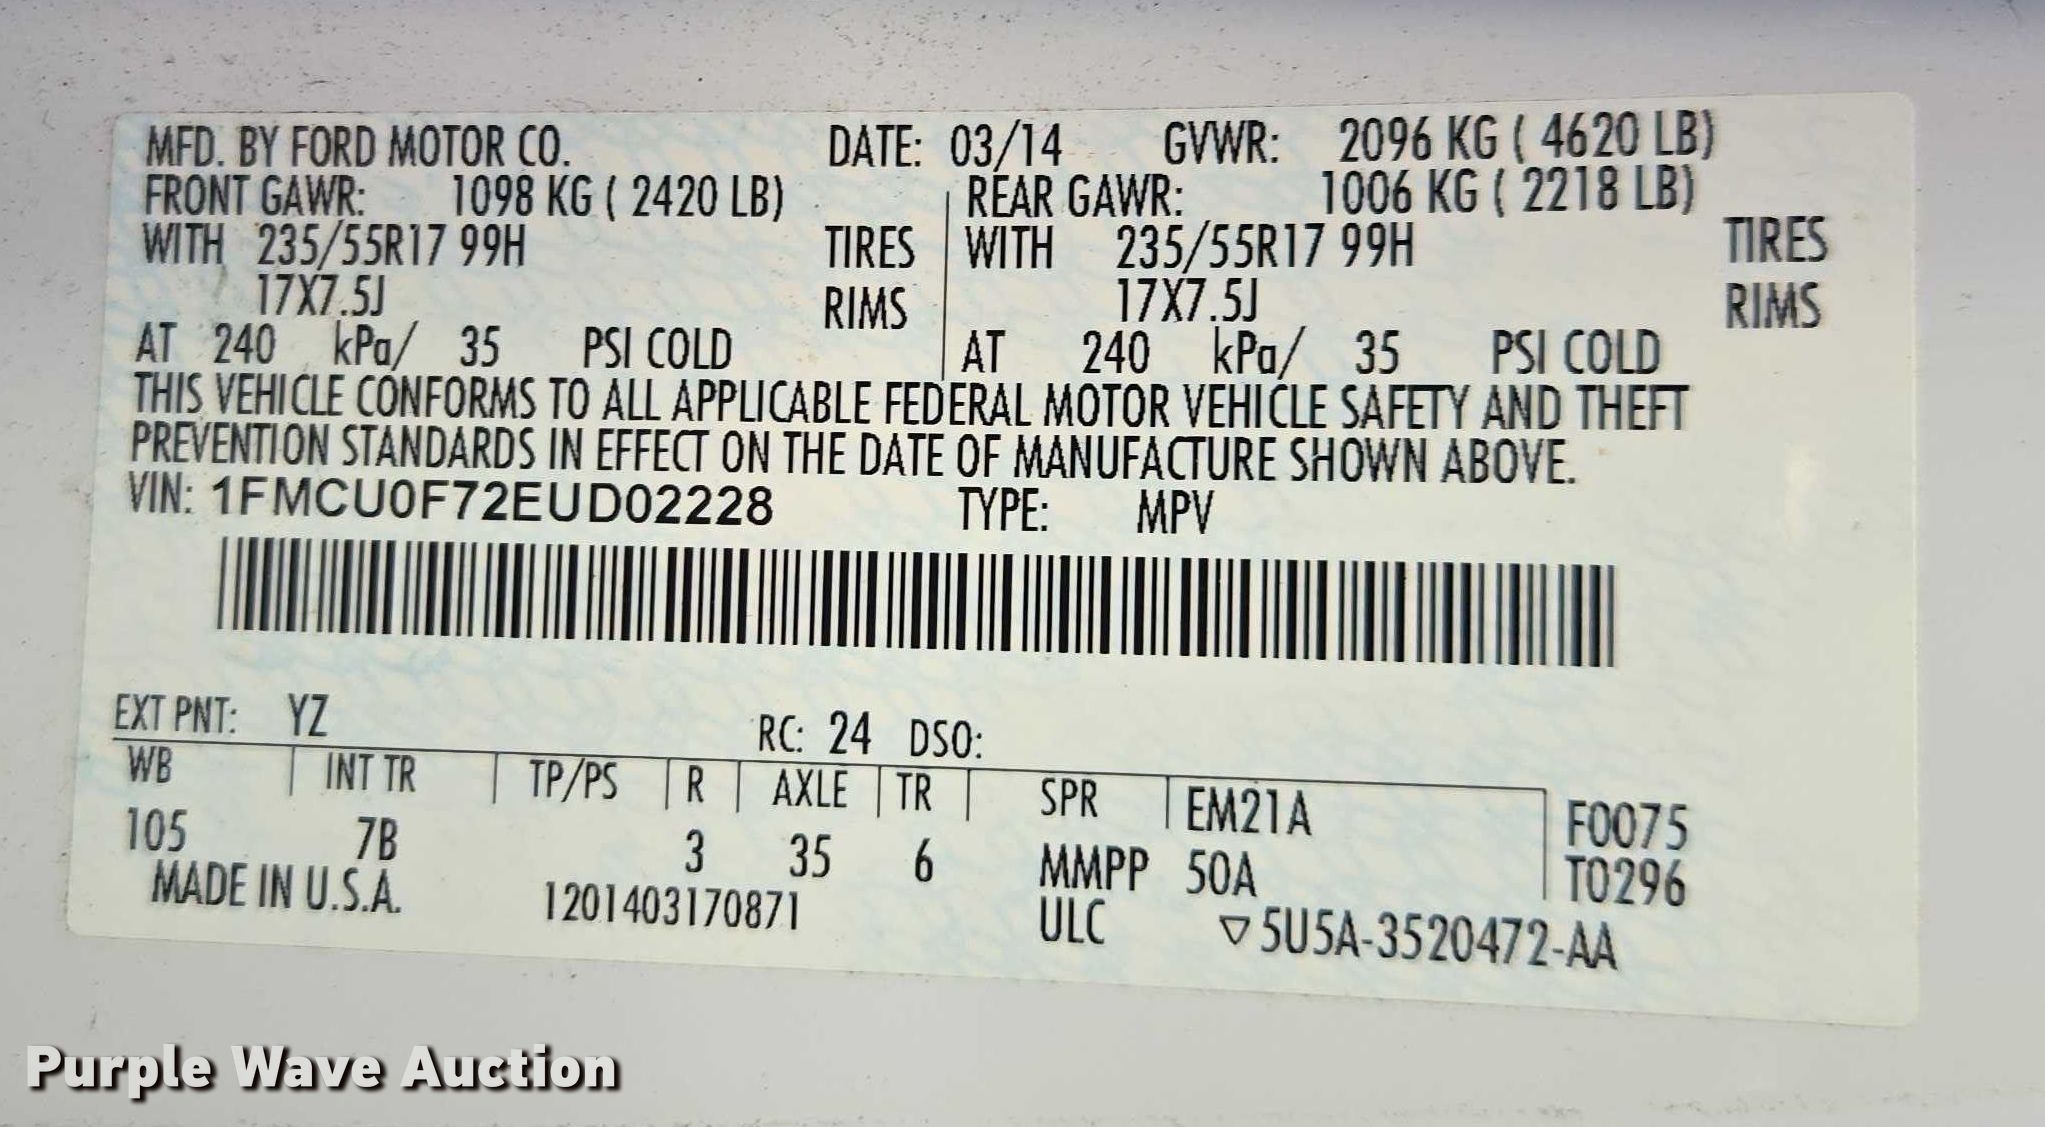 MFD. BY FORD MOTOR CO. DATE: 03/14 GVWR: 2096 KG ( 4620 LB)
FRONT GAWR: 1098 KG ( 2420 LB) REAR GAWR: 1006 KG ( 2218 LB)
WITH 235/55R17 99H TIRES WITH 235/55R17 99H TIRES
17X7.5J RIMS 17X7.5J RIMS
AT 240 kPa/ 35 PSI COLD AT 240 kPa/ 35 PSI COLD
THIS VEHICLE CONFORMS TO ALL APPLICABLE FEDERAL MOTOR VEHICLE SAFETY AND THEFT
PREVENTION STANDARDS IN EFFECT ON THE DATE OF MANUFACTURE SHOWN ABOVE.
VIN: 1FMCU0F72EUD02228 TYPE: MPV
EXT PNT: YZ RC: 24 DSO:
WB INT TR TP/PS R AXLE TR SPR EM21A F0075
105 7B 3 35 6 MMPP 50A T0296
MADE IN U.S.A. 1201403170871 ULC ▽5U5A-3520472-AA
Purple Wave Auction